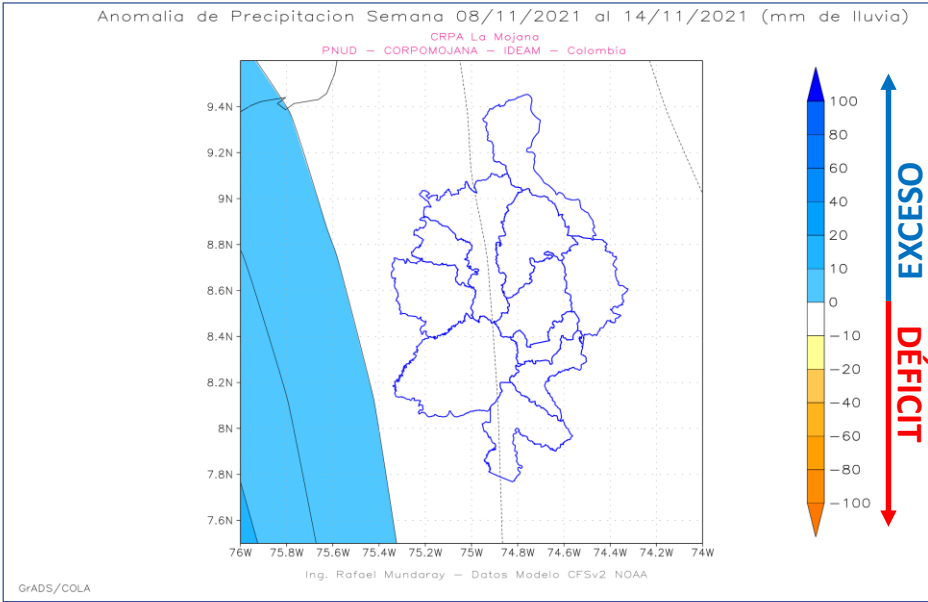 Anomalia de Precipitacion Semana 08/11/2021 al 14/11/2021 (mm de lluvia)
CRPA La Mojana
PNUD – CORPOMOJANA – IDEAM – Colombia
9.4N
9.2N
9N
8.8N
8.6N
8.4N
8.2N
8N
7.8N
7.6N
76W 75.8W 75.6W 75.4W 75.2W 75W 74.8W 74.6W 74.4W 74.2W 74W
100
80
60
40
20
10
0
−10
−20
−40
−60
−80
−100
EXCESO
DÉFICIT
Ing. Rafael Mundaray – Datos Modelo CFSv2 NOAA
GrADS/COLA